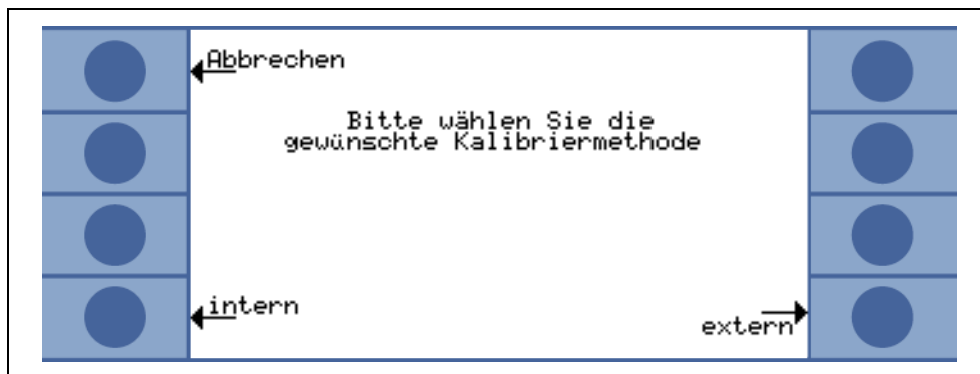 Abbrechen
Bitte wählen Sie die
gewünschte Kalibriermethode
intern
extern